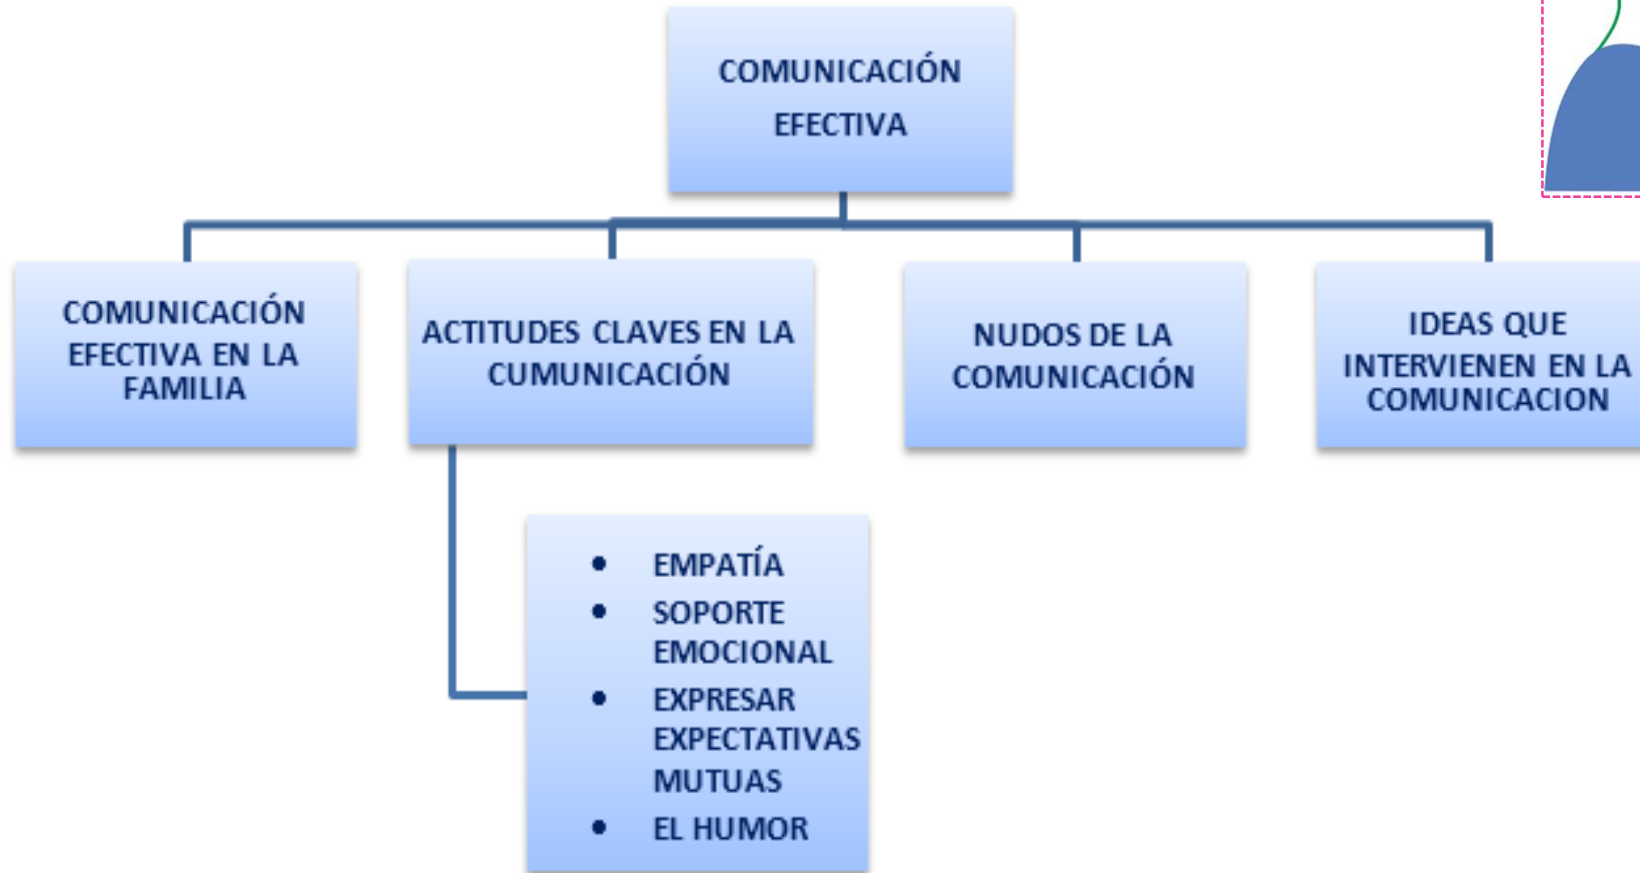 COMUNICACIÓN
EFECTIVA
COMUNICACIÓN
EFECTIVA EN LA
FAMILIA
ACTITUDES CLAVES EN LA
CUMUNICACIÓN
NUDOS DE LA
COMUNICACIÓN
IDEAS QUE
INTERVIENEN EN LA
COMUNICACION
• EMPATÍA
• SOPORTE
EMOCIONAL
• EXPRESAR
EXPECTATIVAS
MUTUAS
• EL HUMOR